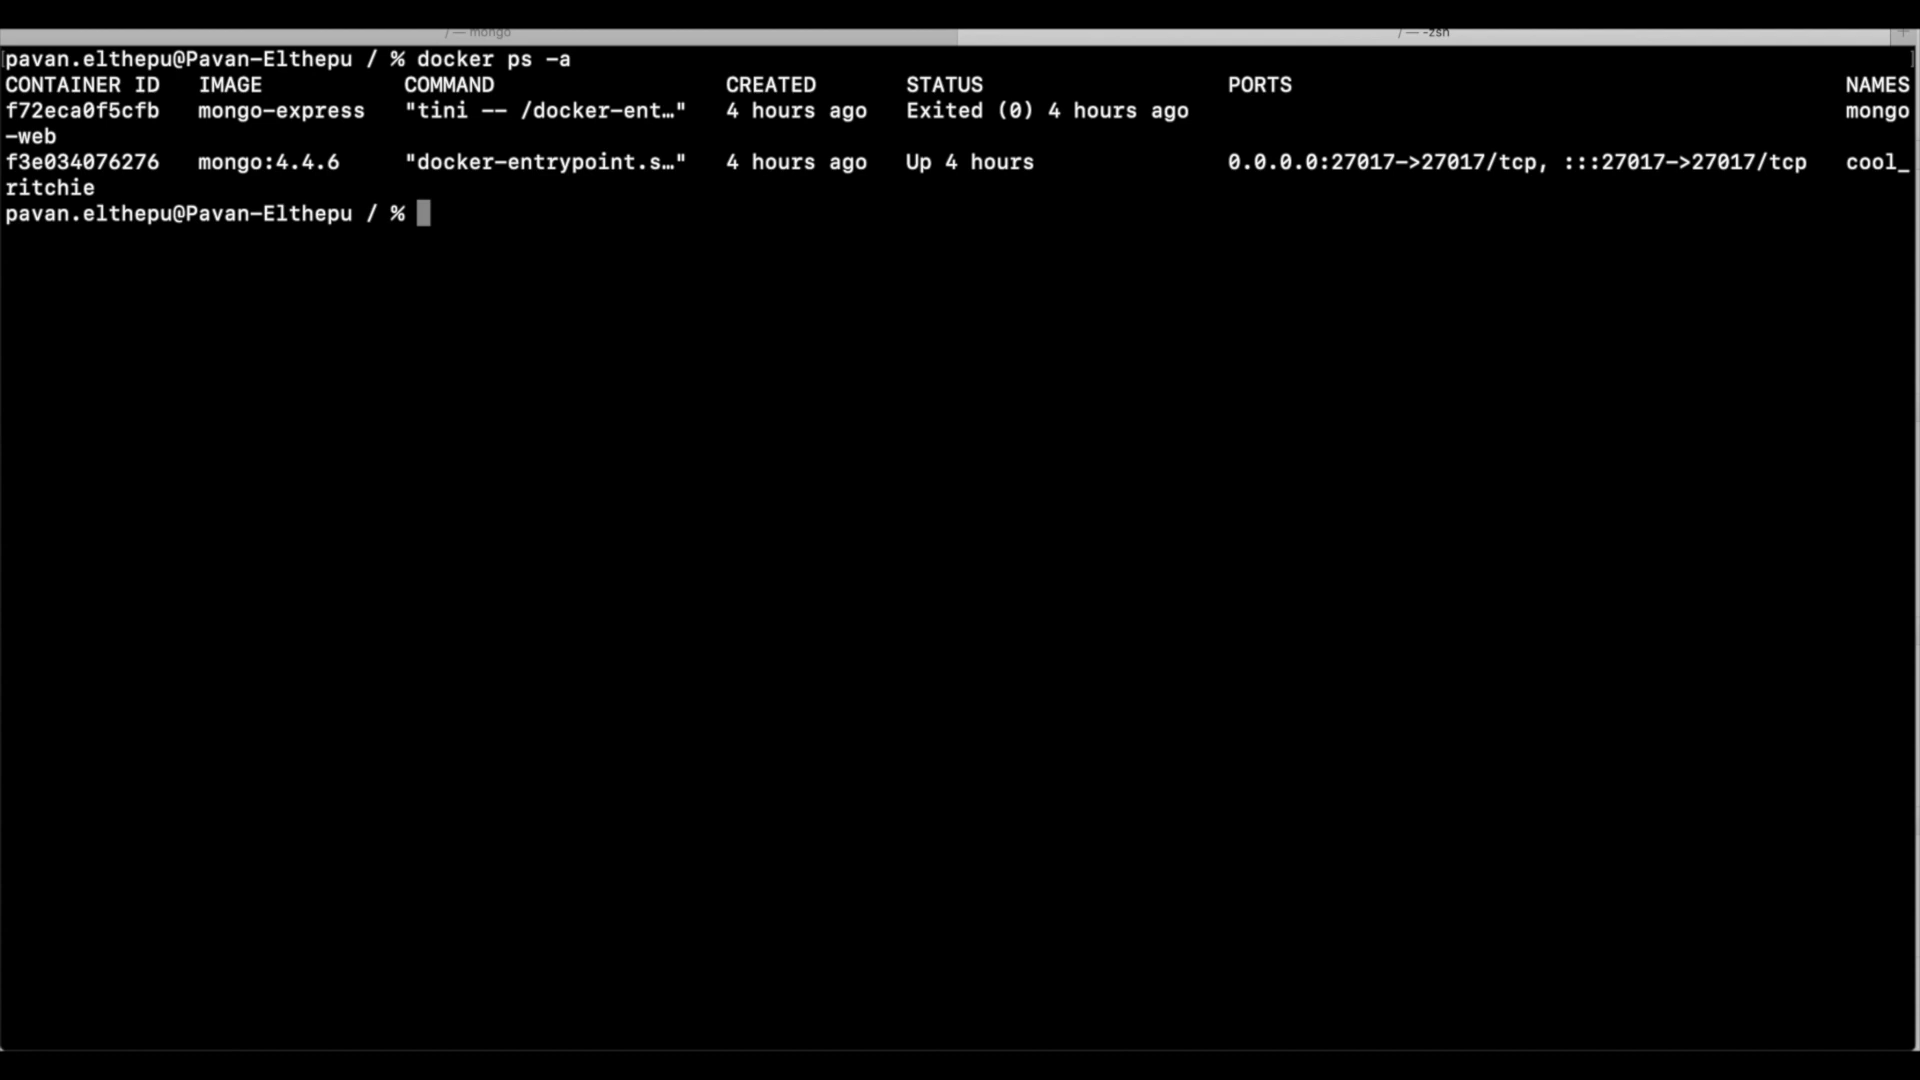 / — mongo
/ — -zsh
pavan.elthepu@Pavan-Elthepu / % docker ps -a
CONTAINER ID   IMAGE           COMMAND                  CREATED       STATUS                   PORTS                                           NAMES
f72eca0f5cfb   mongo-express   "tini -- /docker-ent…"   4 hours ago   Exited (0) 4 hours ago                                                   mongo
-web
f3e034076276   mongo:4.4.6     "docker-entrypoint.s…"   4 hours ago   Up 4 hours               0.0.0.0:27017->27017/tcp, :::27017->27017/tcp   cool_
ritchie
pavan.elthepu@Pavan-Elthepu / %